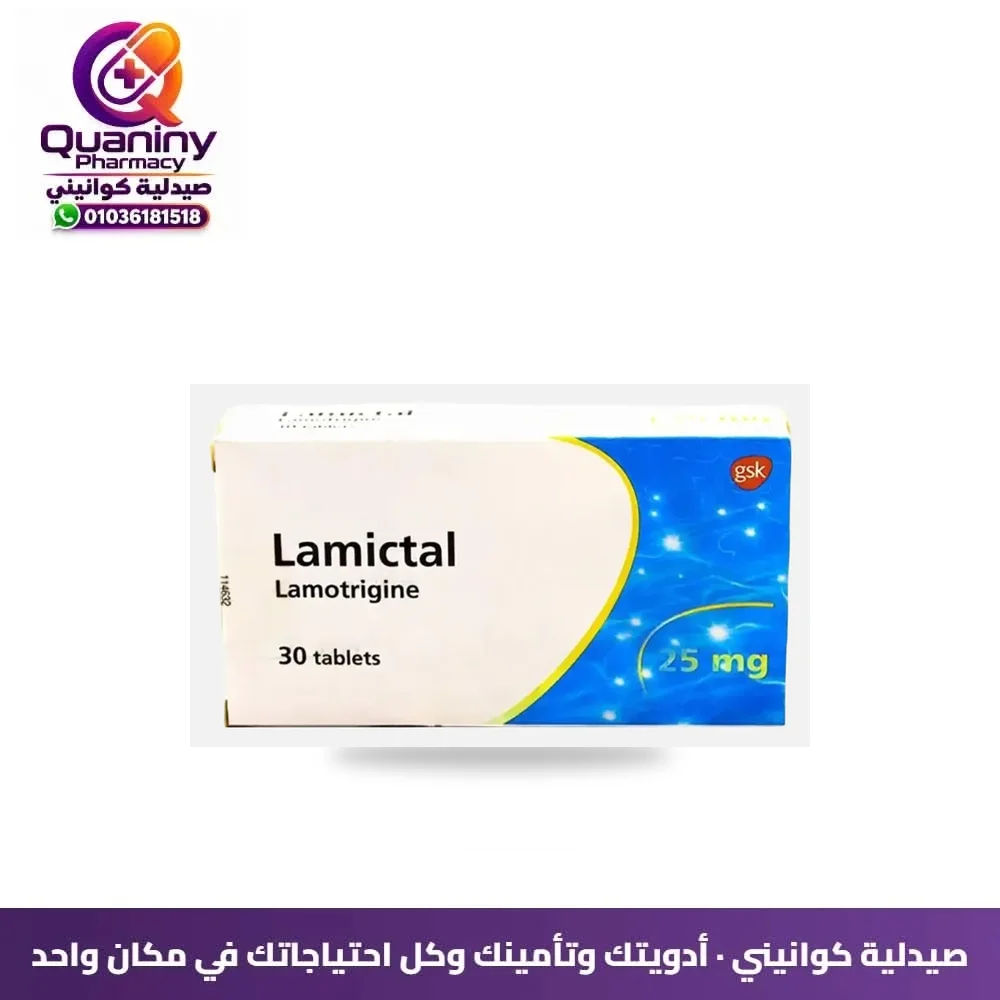 Quaniny
Pharmacy
صيدلية كوانيني
01036181518
gsk
Lamictal
Lamotrigine
30 tablets
25 mg
114632
صيدلية كوانيني · أدويتك وتأمينك وكل احتياجاتك في مكان واحد